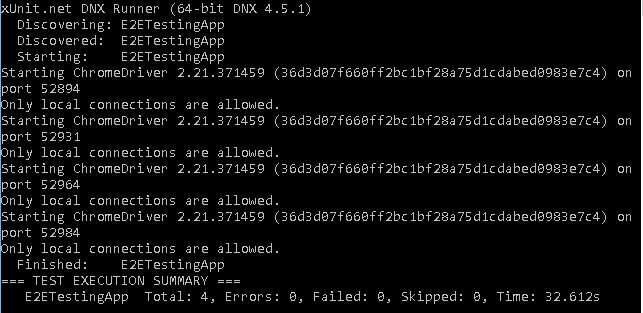 xUnit.net DNX Runner (64-bit DNX 4.5.1)
  Discovering: E2ETestingApp
  Discovered:  E2ETestingApp
  Starting:    E2ETestingApp
Starting ChromeDriver 2.21.371459 (36d3d07f660ff2bc1bf28a75d1cdabed0983e7c4) on
port 52894
Only local connections are allowed.
Starting ChromeDriver 2.21.371459 (36d3d07f660ff2bc1bf28a75d1cdabed0983e7c4) on
port 52931
Only local connections are allowed.
Starting ChromeDriver 2.21.371459 (36d3d07f660ff2bc1bf28a75d1cdabed0983e7c4) on
port 52964
Only local connections are allowed.
Starting ChromeDriver 2.21.371459 (36d3d07f660ff2bc1bf28a75d1cdabed0983e7c4) on
port 52984
Only local connections are allowed.
  Finished:    E2ETestingApp
=== TEST EXECUTION SUMMARY ===
   E2ETestingApp  Total: 4, Errors: 0, Failed: 0, Skipped: 0, Time: 32.612s